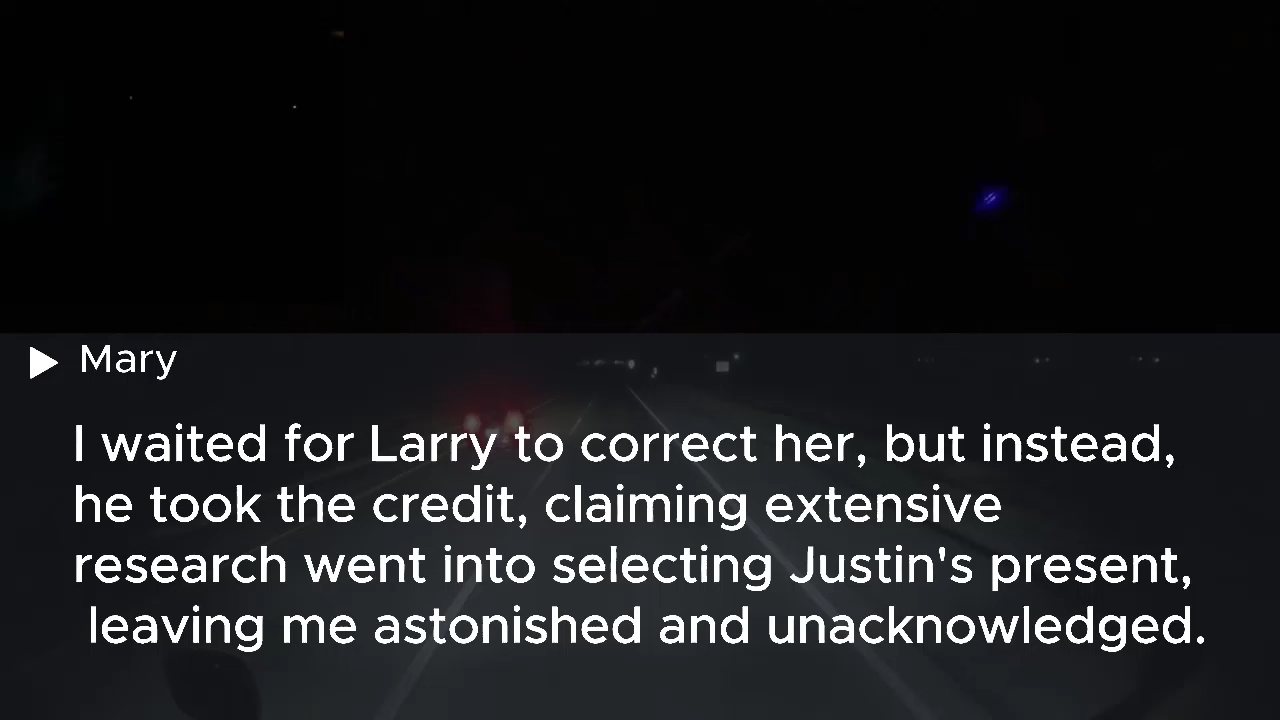 Mary
I waited for Larry to correct her, but instead,
he took the credit, claiming extensive
research went into selecting Justin's present,
leaving me astonished and unacknowledged.